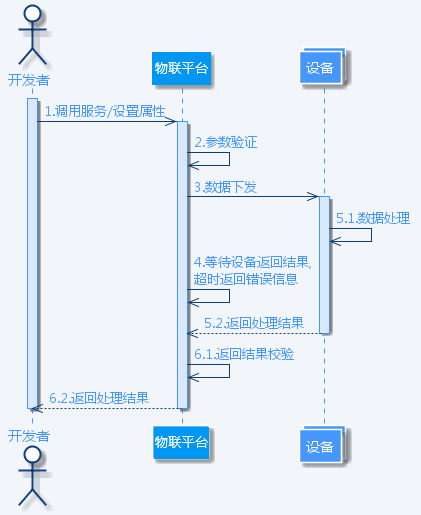 开发者
物联平台
设备
1.调用服务/设置属性
2.参数验证
3.数据下发
5.1.数据处理
4.等待设备返回结果,
超时返回错误信息
5.2.返回处理结果
6.1.返回结果校验
6.2.返回处理结果
开发者
物联平台
设备